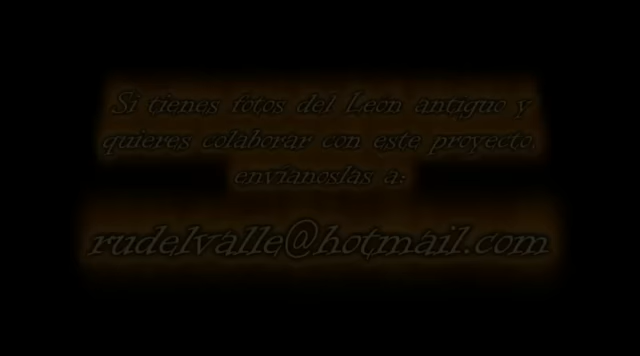 Si tienes fotos del León antiguo y
quieres colaborar con este proyecto,
envíanoslas a:
rudelvalle@hotmail.com